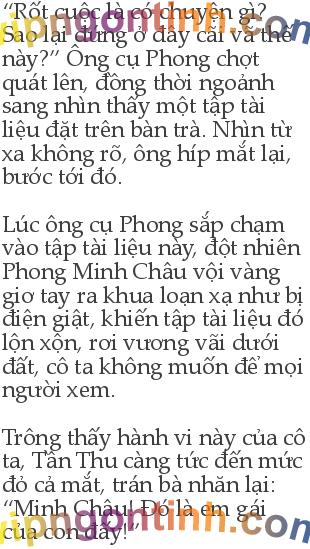 “Rốt cuộc là có chuyện gì?
Sao lại đứng ở đây cãi vã thế
này?” Ông cụ Phong chợt
quát lên, đồng thời ngoảnh
sang nhìn thấy một tập tài
liệu đặt trên bàn trà. Nhìn từ
xa không rõ, ông híp mắt lại,
bước tới đó.
Lúc ông cụ Phong sắp chạm
vào tập tài liệu này, đột nhiên
Phong Minh Châu vội vàng
giơ tay ra khua loạn xạ như bị
điện giật, khiến tập tài liệu đó
lộn xộn, rơi vương vãi dưới
đất, cô ta không muốn để mọi
người xem.
Trông thấy hành vi này của cô
ta, Tần Thu càng tức đến mức
đỏ cả mắt, trán bà nhăn lại:
“Minh Châu! Đó là em gái
của con đấy!”
vipngontinh.com
vipngontinh.com